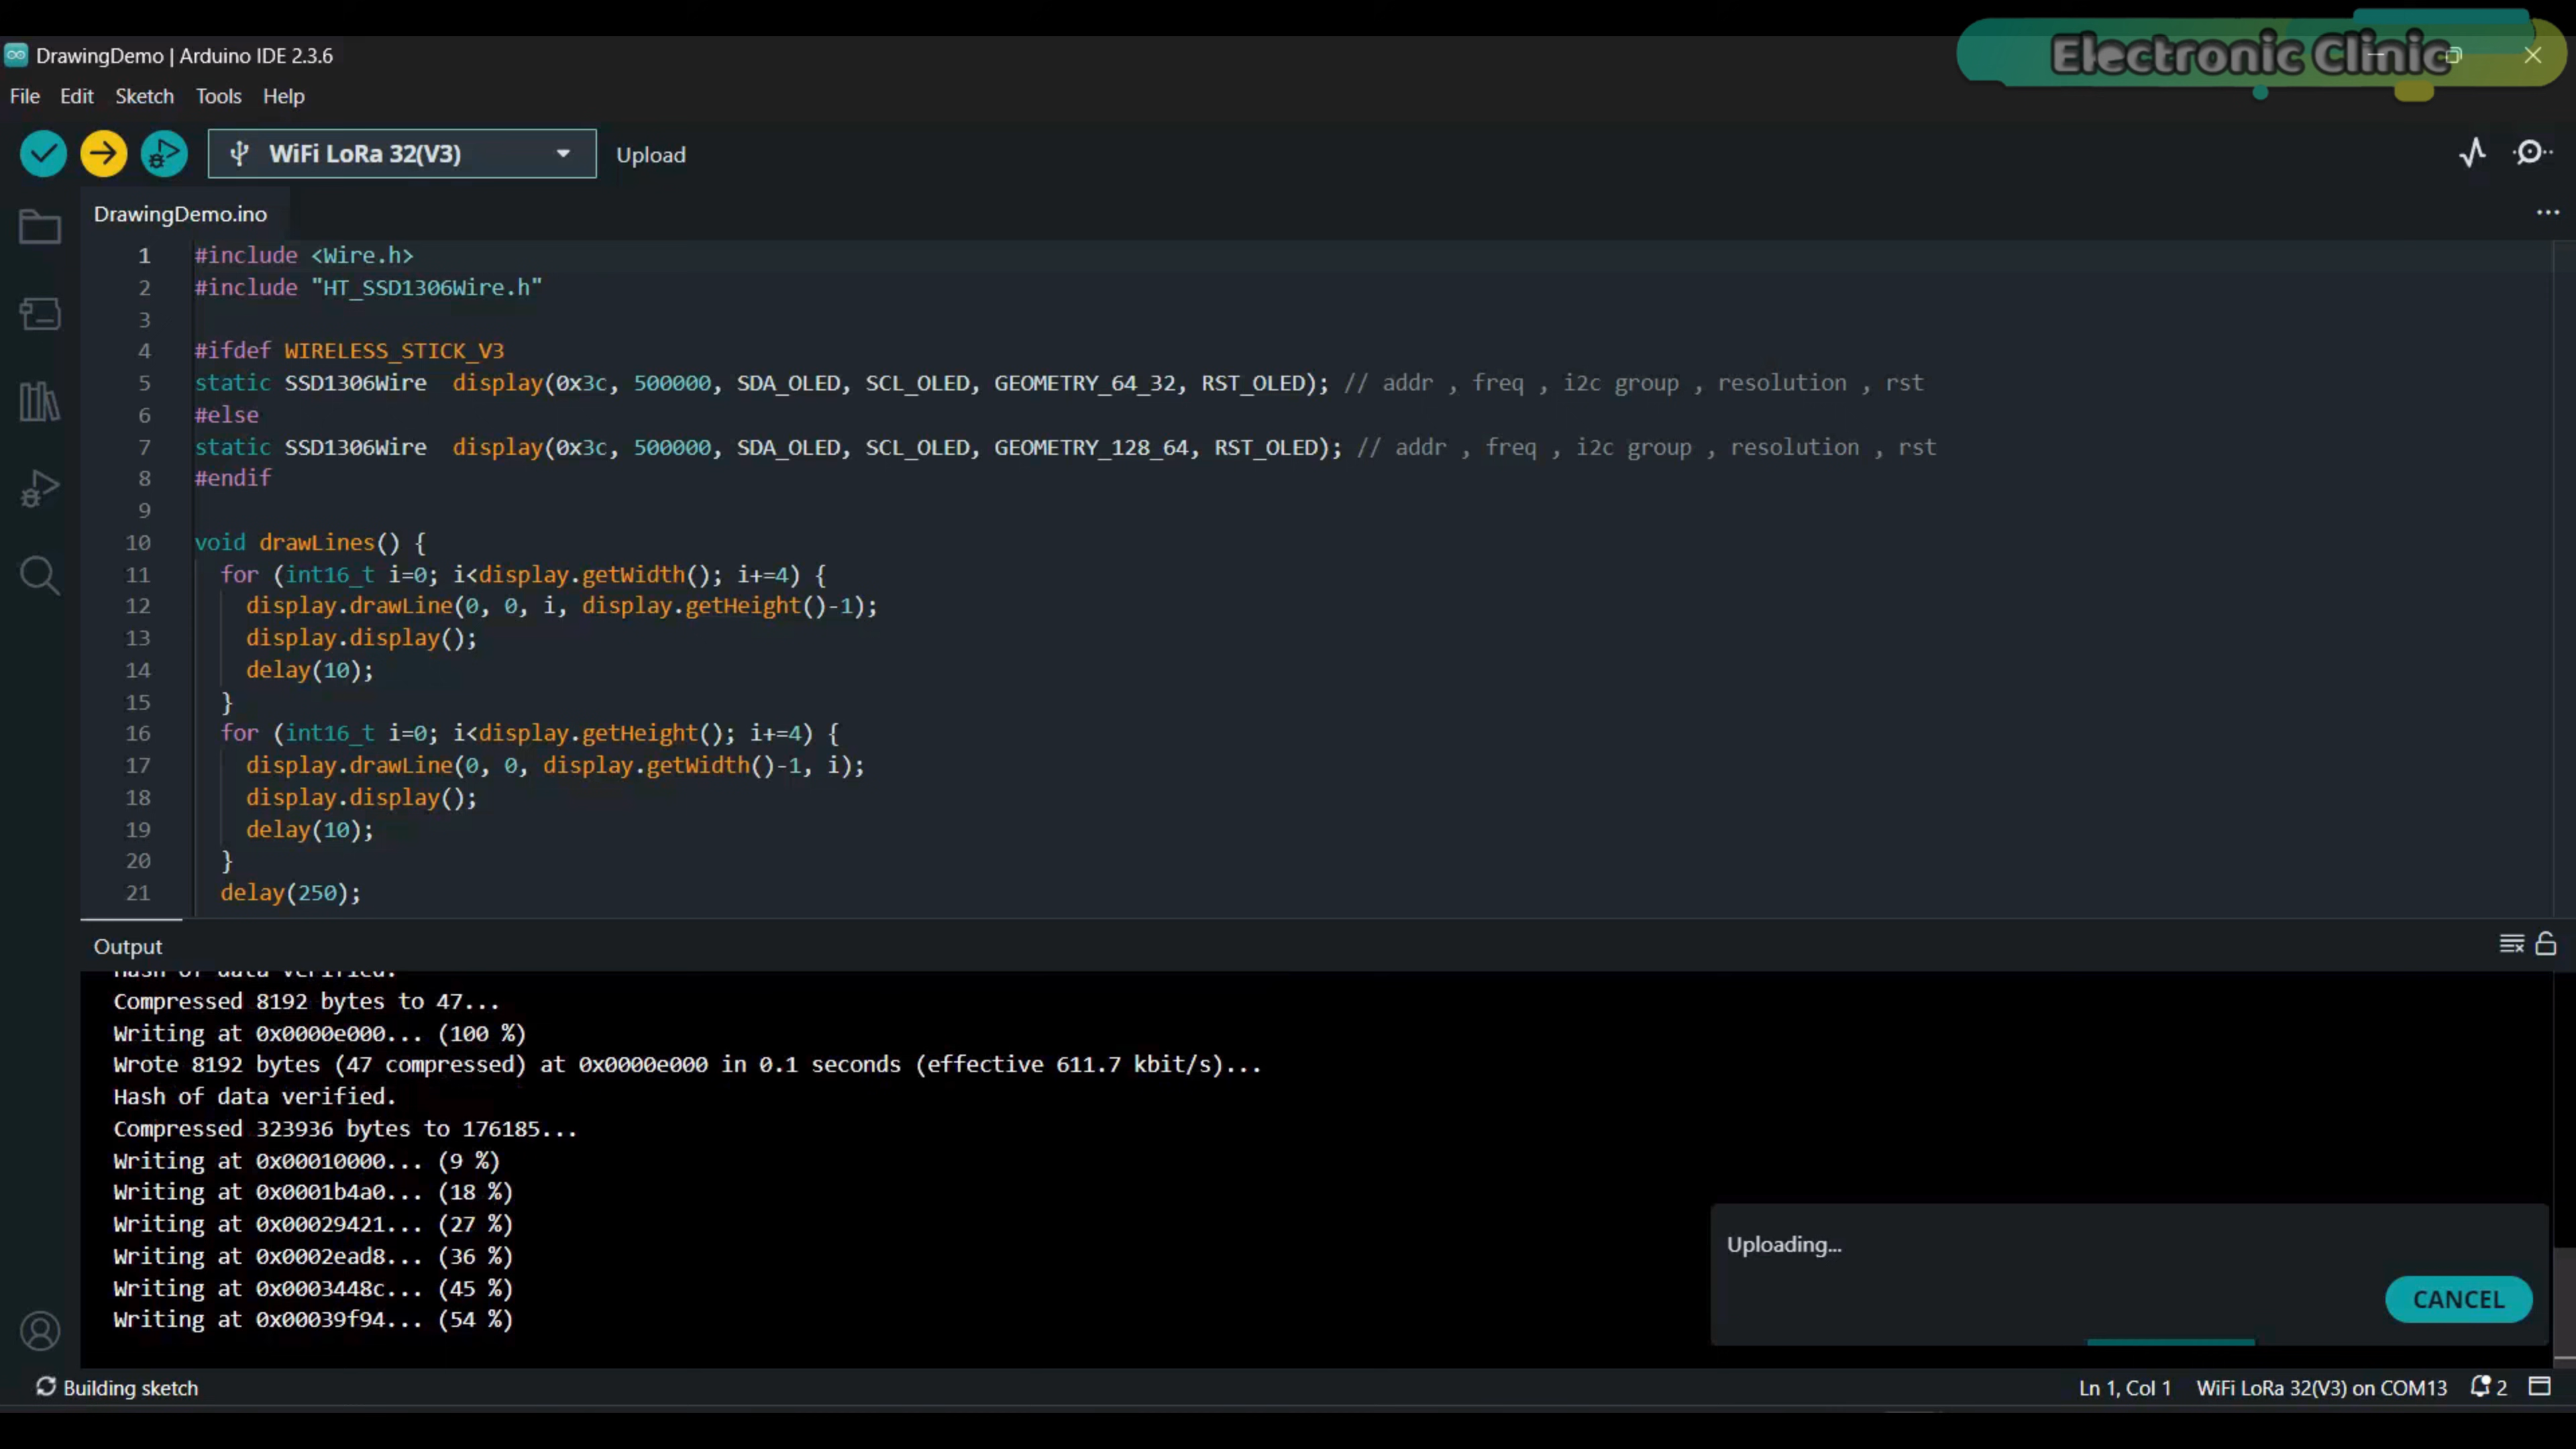 Electronic Clinic
DrawingDemo | Arduino IDE 2.3.6
File Edit Sketch Tools Help
WiFi LoRa 32(V3) Upload
DrawingDemo.ino
1 #include <Wire.h>
2 #include "HT_SSD1306Wire.h"
3
4 #ifdef WIRELESS_STICK_V3
5 static SSD1306Wire  display(0x3c, 500000, SDA_OLED, SCL_OLED, GEOMETRY_64_32, RST_OLED); // addr , freq , i2c group , resolution , rst
6 #else
7 static SSD1306Wire  display(0x3c, 500000, SDA_OLED, SCL_OLED, GEOMETRY_128_64, RST_OLED); // addr , freq , i2c group , resolution , rst
8 #endif
9
10 void drawLines() {
11   for (int16_t i=0; i<display.getWidth(); i+=4) {
12     display.drawLine(0, 0, i, display.getHeight()-1);
13     display.display();
14     delay(10);
15   }
16   for (int16_t i=0; i<display.getHeight(); i+=4) {
17     display.drawLine(0, 0, display.getWidth()-1, i);
18     display.display();
19     delay(10);
20   }
21   delay(250);
Output
Hash of data verified.
Compressed 8192 bytes to 47...
Writing at 0x0000e000... (100 %)
Wrote 8192 bytes (47 compressed) at 0x0000e000 in 0.1 seconds (effective 611.7 kbit/s)...
Hash of data verified.
Compressed 323936 bytes to 176185...
Writing at 0x00010000... (9 %)
Writing at 0x0001b4a0... (18 %)
Writing at 0x00029421... (27 %)
Writing at 0x0002ead8... (36 %)
Writing at 0x0003448c... (45 %)
Writing at 0x00039f94... (54 %)
Uploading...
CANCEL
Building sketch
Ln 1, Col 1 WiFi LoRa 32(V3) on COM13 2